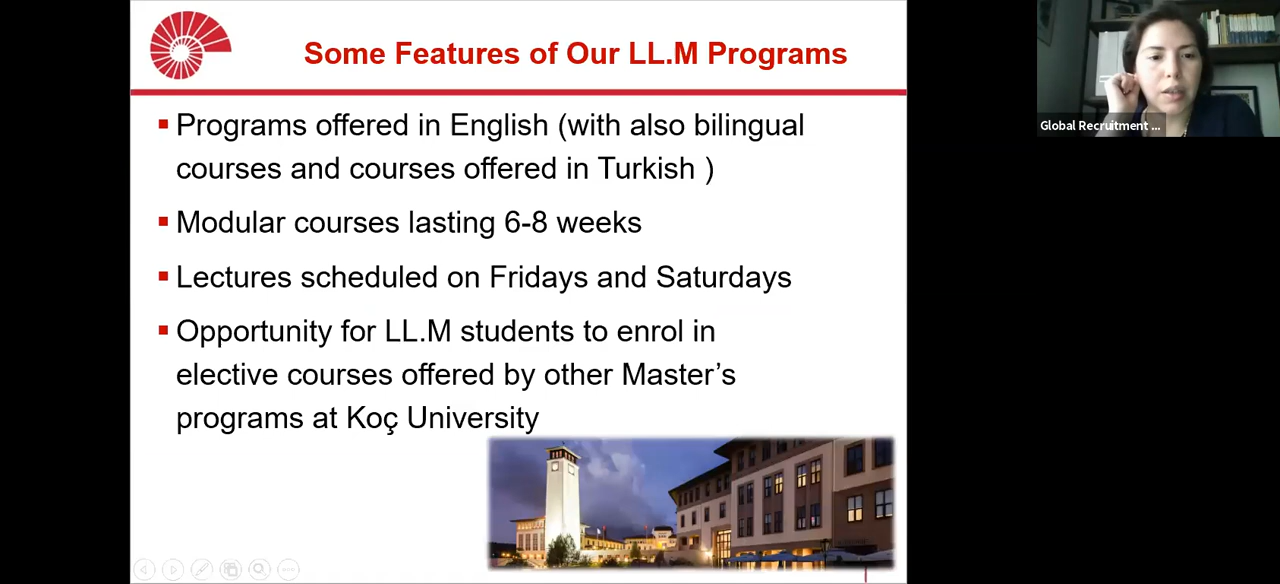 Some Features of Our LL.M Programs
Programs offered in English (with also bilingual
courses and courses offered in Turkish )
Modular courses lasting 6-8 weeks
Lectures scheduled on Fridays and Saturdays
Opportunity for LL.M students to enrol in
elective courses offered by other Master’s
programs at Koç University
Global Recruitment ...